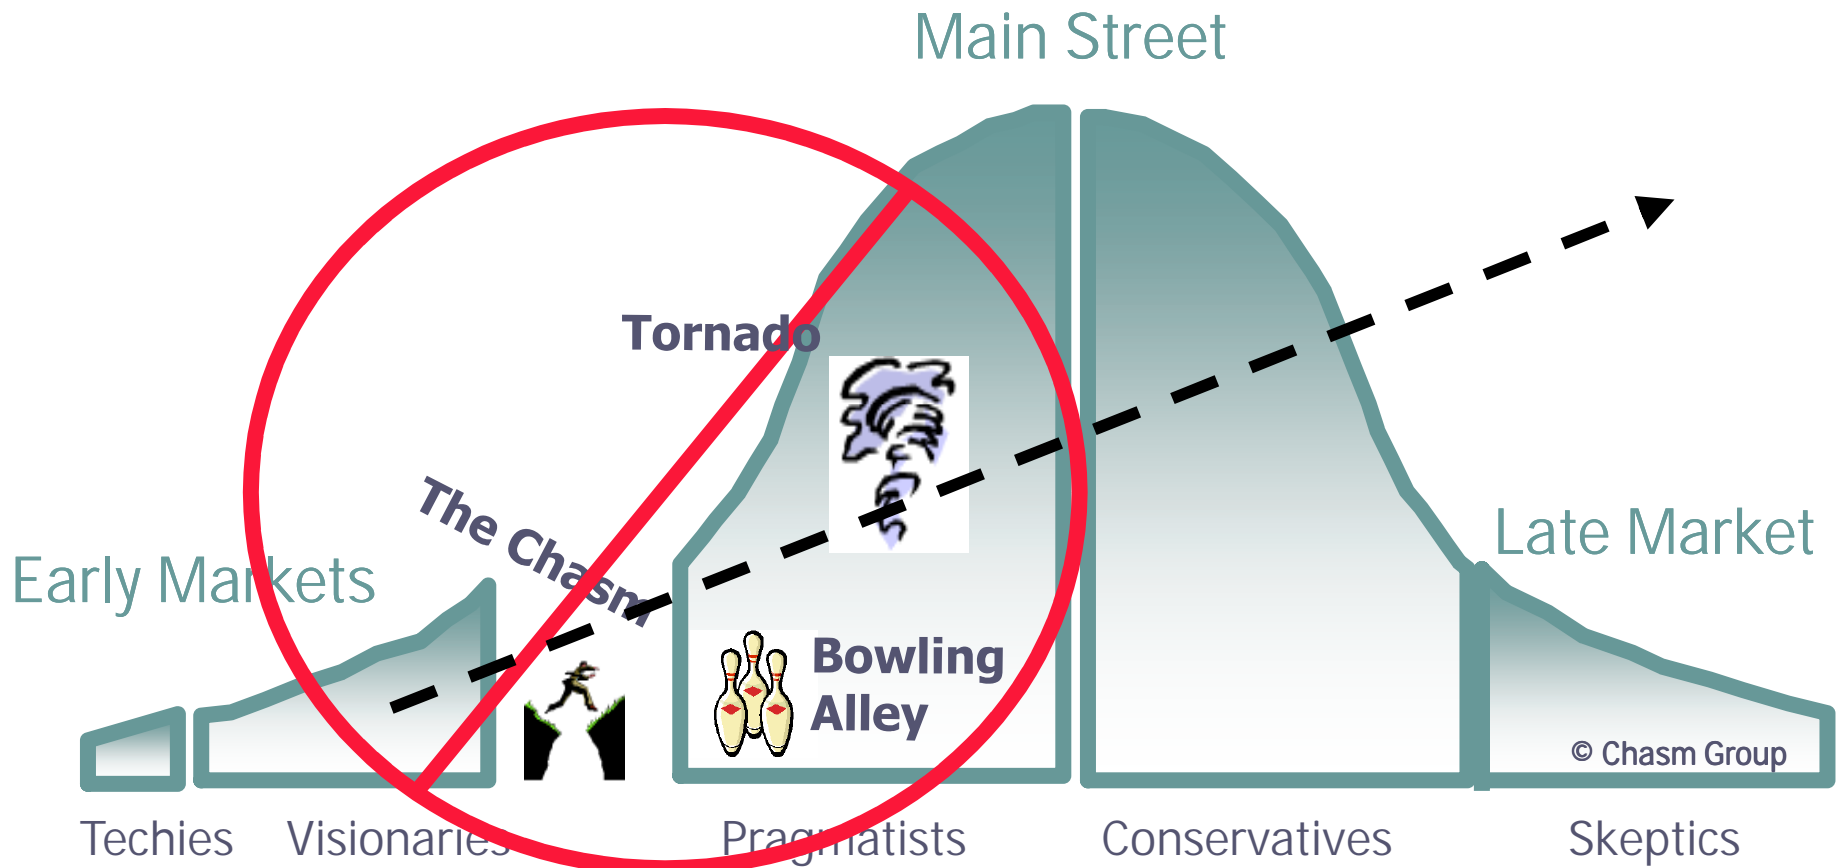 Main Street
Tornado
The Chasm
Early Markets
Late Market
Bowling
Alley
© Chasm Group
Techies
Visionaries
Pragmatists
Conservatives
Skeptics